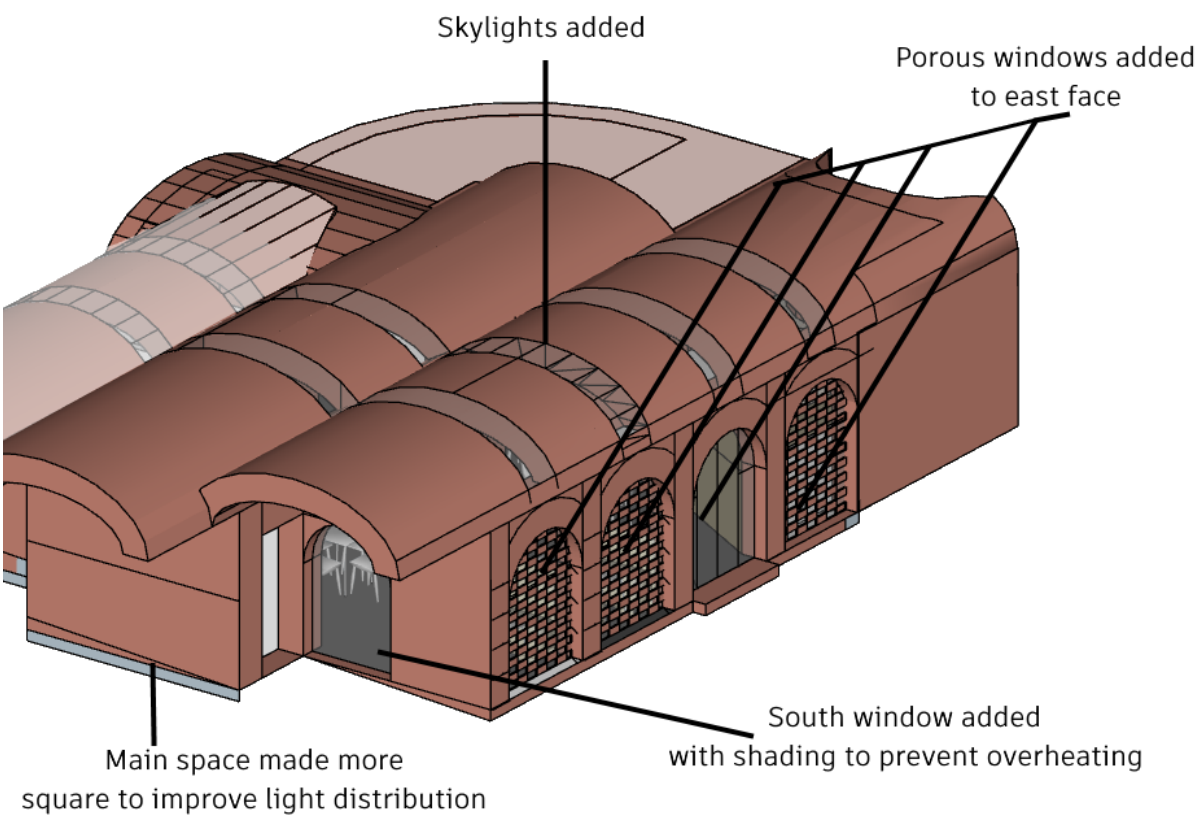 Skylights added
Porous windows added
to east face
South window added
with shading to prevent overheating
Main space made more
square to improve light distribution